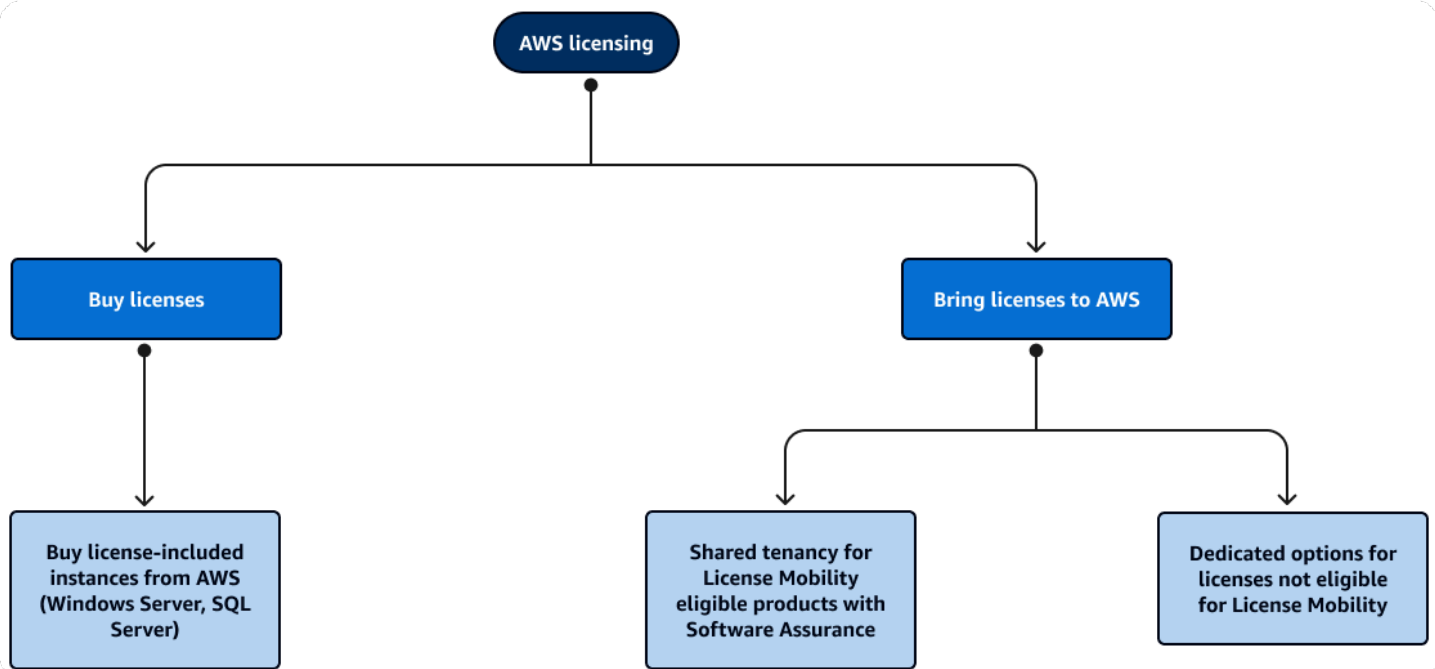 AWS licensing
Buy licenses
Bring licenses to AWS
Buy license-included
instances from AWS
(Windows Server, SQL
Server)
Shared tenancy for
License Mobility
eligible products with
Software Assurance
Dedicated options for
licenses not eligible
for License Mobility